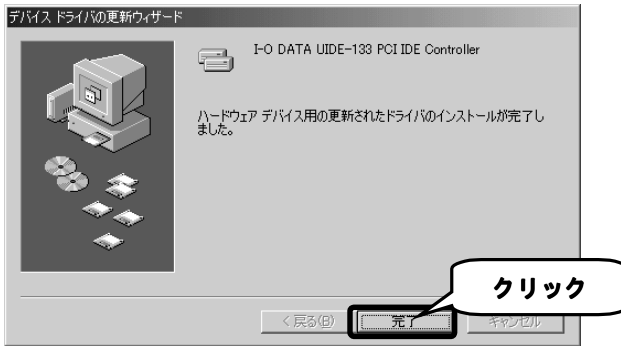 デバイス ドライバの更新ウィザード
I-O DATA UIDE-133 PCI IDE Controller
ハードウェア デバイス用の更新されたドライバのインストールが完了し
ました。
クリック
< 戻る(B)
完了
キャンセル